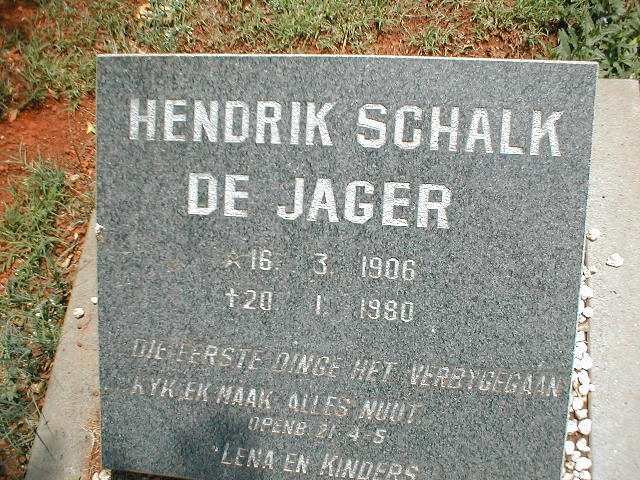 HENDRIK SCHALK
DE JAGER
☆ 16. 3. 1906
† 20 1. 1980
DIE EERSTE DINGE HET VERBYGEGAAN
KYK, EK MAAK ALLES NUUT
OPENB. 21 4-5
LENA EN KINDERS